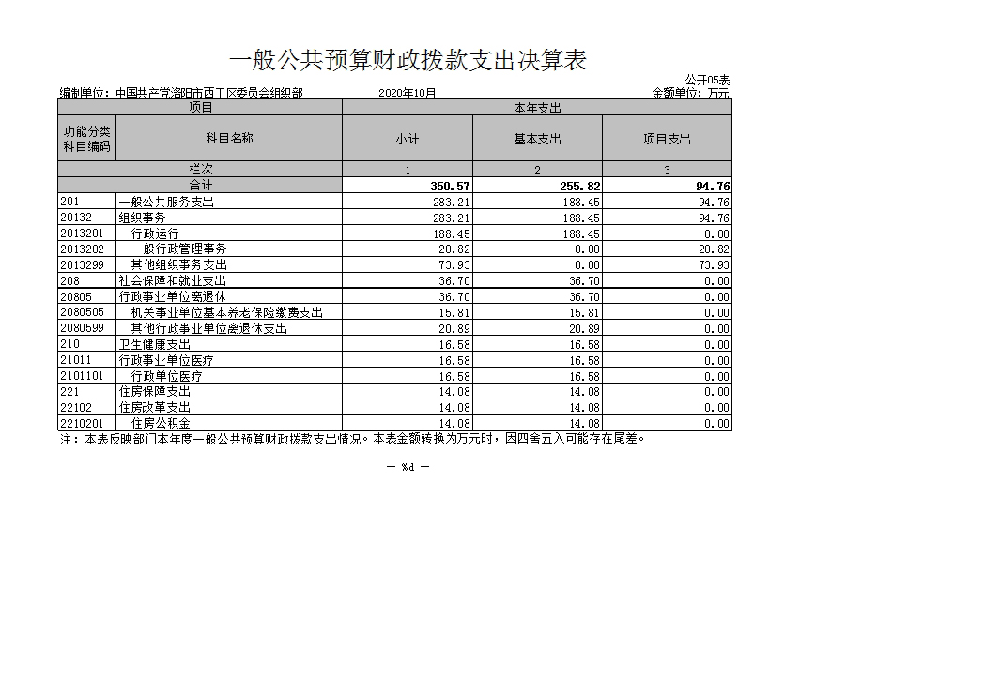 一般公共预算财政拨款支出决算表
公开05表
编制单位：中国共产党洛阳市西工区委员会组织部 2020年10月 金额单位：万元
项目 本年支出
功能分类科目编码 科目名称 小计 基本支出 项目支出
栏次 1 2 3
合计 350.57 255.82 94.76
201 一般公共服务支出 283.21 188.45 94.76
20132 组织事务 283.21 188.45 94.76
2013201 行政运行 188.45 188.45 0.00
2013202 一般行政管理事务 20.82 0.00 20.82
2013299 其他组织事务支出 73.93 0.00 73.93
208 社会保障和就业支出 36.70 36.70 0.00
20805 行政事业单位离退休 36.70 36.70 0.00
2080505 机关事业单位基本养老保险缴费支出 15.81 15.81 0.00
2080599 其他行政事业单位离退休支出 20.89 20.89 0.00
210 卫生健康支出 16.58 16.58 0.00
21011 行政事业单位医疗 16.58 16.58 0.00
2101101 行政单位医疗 16.58 16.58 0.00
221 住房保障支出 14.08 14.08 0.00
22102 住房改革支出 14.08 14.08 0.00
2210201 住房公积金 14.08 14.08 0.00
注：本表反映部门本年度一般公共预算财政拨款支出情况。本表金额转换为万元时，因四舍五入可能存在尾差。
— %d —